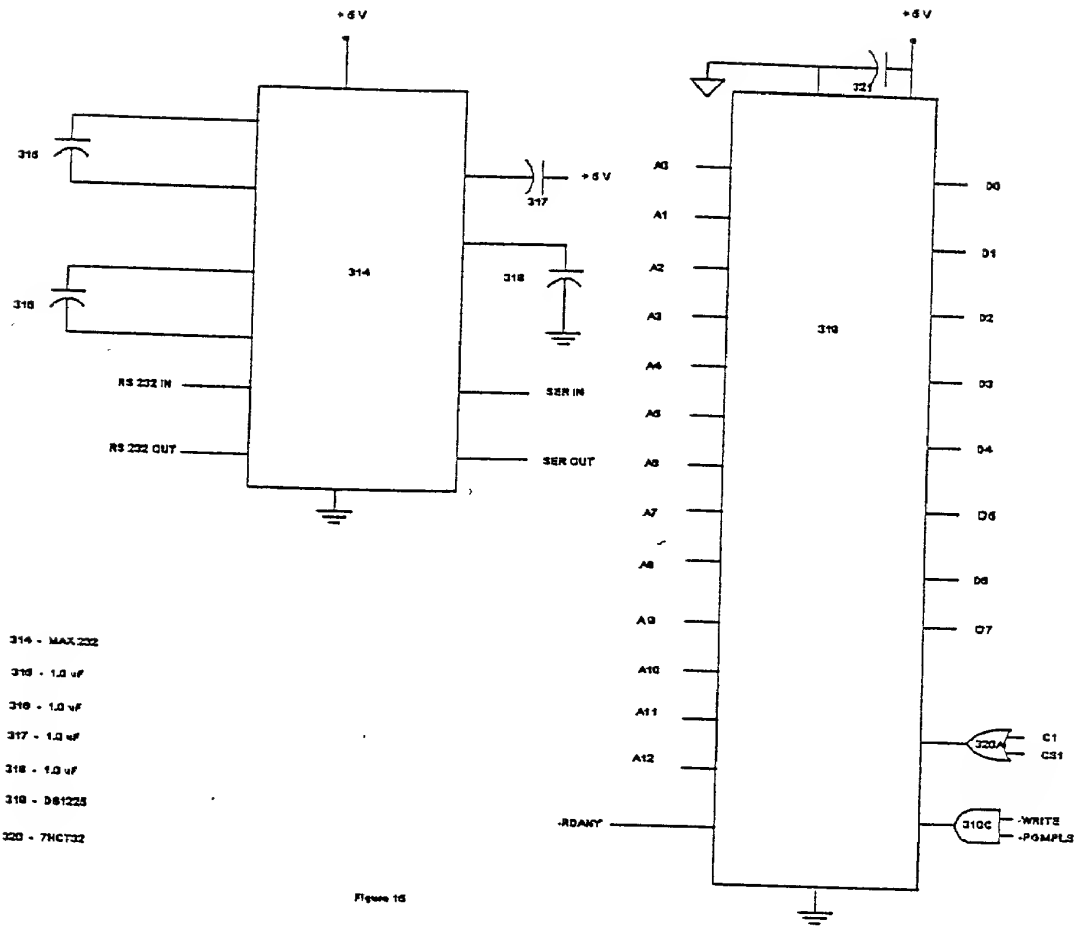 +5 V
315
316
314
317
+5 V
318
RS 232 IN
RS 232 OUT
SER IN
SER OUT
+5 V
321
A0
A1
A2
A3
A4
A5
A6
A7
A8
A9
A10
A11
A12
-RDANY
319
D0
D1
D2
D3
D4
D5
D6
D7
320A
C1
CS1
310C
-WRITE
-PGMPLS
314 - MAX232
315 - 1.0 uF
316 - 1.0 uF
317 - 1.0 uF
318 - 1.0 uF
319 - DS1225
320 - 7HCT32
Figure 16